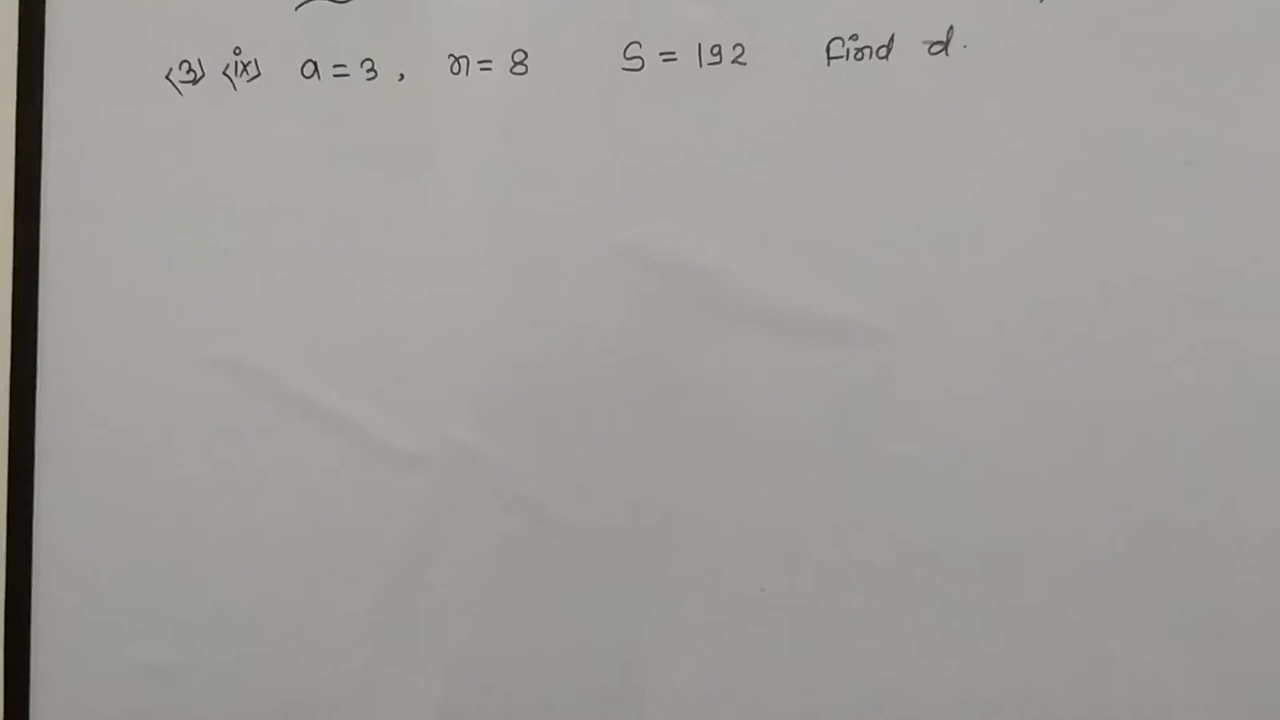 <3> <ix> a = 3, n = 8 S = 192 Find d.